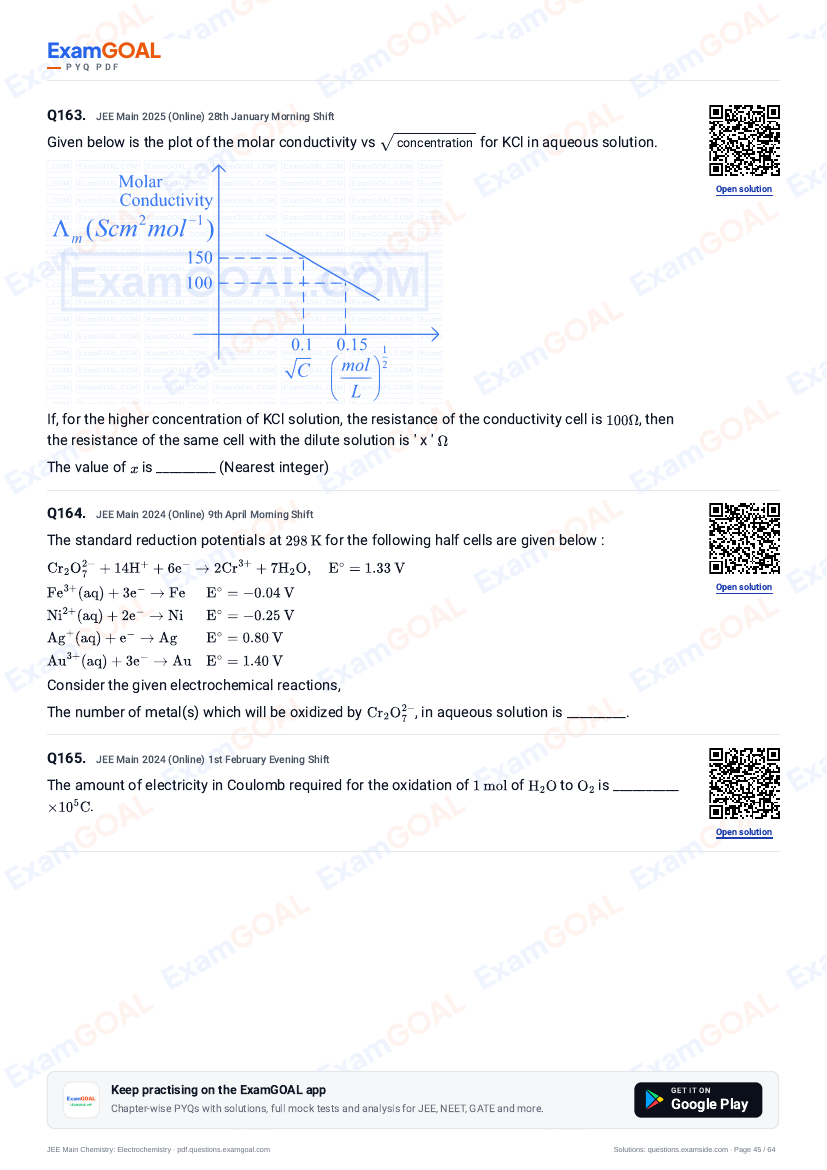 ExamGOAL
PYQ PDF
Q163. JEE Main 2025 (Online) 28th January Morning Shift
Given below is the plot of the molar conductivity vs √concentration for KCl in aqueous solution.
Open solution
Molar
Conductivity
Λm (Scm²mol⁻¹)
150
100
0.1 0.15
√C (mol/L)^1/2
ExamGOAL.COM
If, for the higher concentration of KCl solution, the resistance of the conductivity cell is 100Ω, then
the resistance of the same cell with the dilute solution is ' x ' Ω
The value of x is ________ (Nearest integer)
Q164. JEE Main 2024 (Online) 9th April Morning Shift
The standard reduction potentials at 298 K for the following half cells are given below :
Open solution
Cr₂O₇²⁻ + 14H⁺ + 6e⁻ → 2Cr³⁺ + 7H₂O, E° = 1.33 V
Fe³⁺(aq) + 3e⁻ → Fe E° = −0.04 V
Ni²⁺(aq) + 2e⁻ → Ni E° = −0.25 V
Ag⁺(aq) + e⁻ → Ag E° = 0.80 V
Au³⁺(aq) + 3e⁻ → Au E° = 1.40 V
Consider the given electrochemical reactions,
The number of metal(s) which will be oxidized by Cr₂O₇²⁻, in aqueous solution is ________.
Q165. JEE Main 2024 (Online) 1st February Evening Shift
The amount of electricity in Coulomb required for the oxidation of 1 mol of H₂O to O₂ is _________
×10⁵C.
Open solution
ExamGOAL
Keep practising on the ExamGOAL app
Chapter-wise PYQs with solutions, full mock tests and analysis for JEE, NEET, GATE and more.
GET IT ON
Google Play
JEE Main Chemistry: Electrochemistry · pdf.questions.examgoal.com
Solutions: questions.examside.com · Page 45 / 64